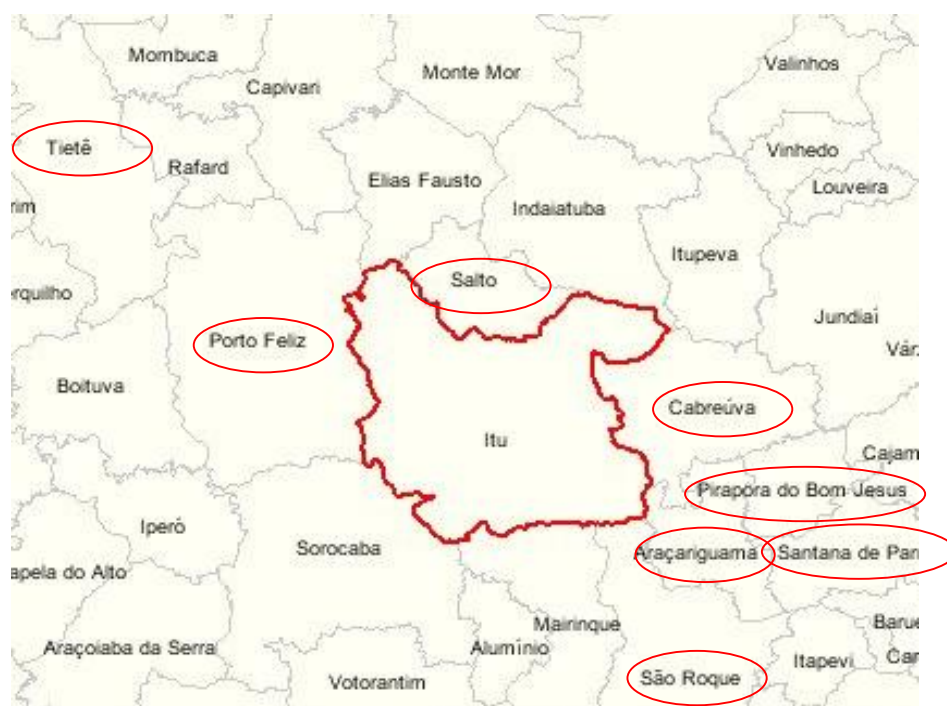 Mombuca
Monte Mor
Valinhos
Capivari
Tietê
Rafard
Vinhedo
Elias Fausto
Louveira
rim
Indaiatuba
Itupeva
Salto
erquilho
Jundiaí
Porto Feliz
Vár
Boituva
Cabreúva
Itu
Cajam
Pirapora do Bom Jesus
Iperó
Sorocaba
Araçariguama
Santana de Parn
apela do Alto
Mairinque
Barue
Araçoiaba da Serra
Alumínio
Itapevi
Car
São Roque
Votorantim